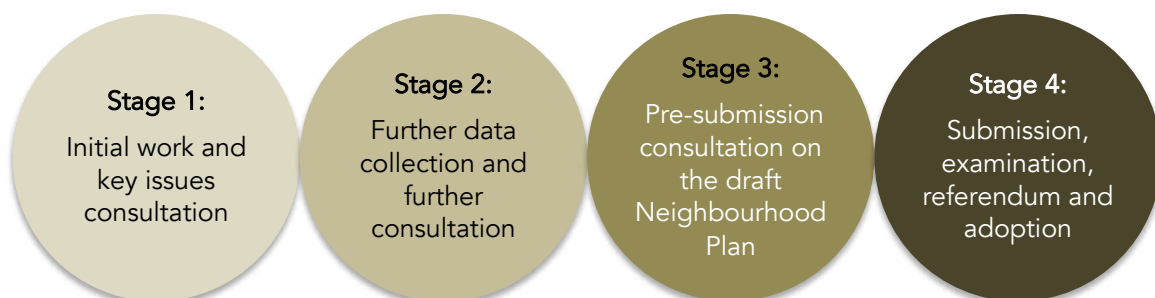 Stage 1:
Initial work and
key issues
consultation
Stage 2:
Further data
collection and
further
consultation
Stage 3:
Pre-submission
consultation on
the draft
Neighbourhood
Plan
Stage 4:
Submission,
examination,
referendum and
adoption